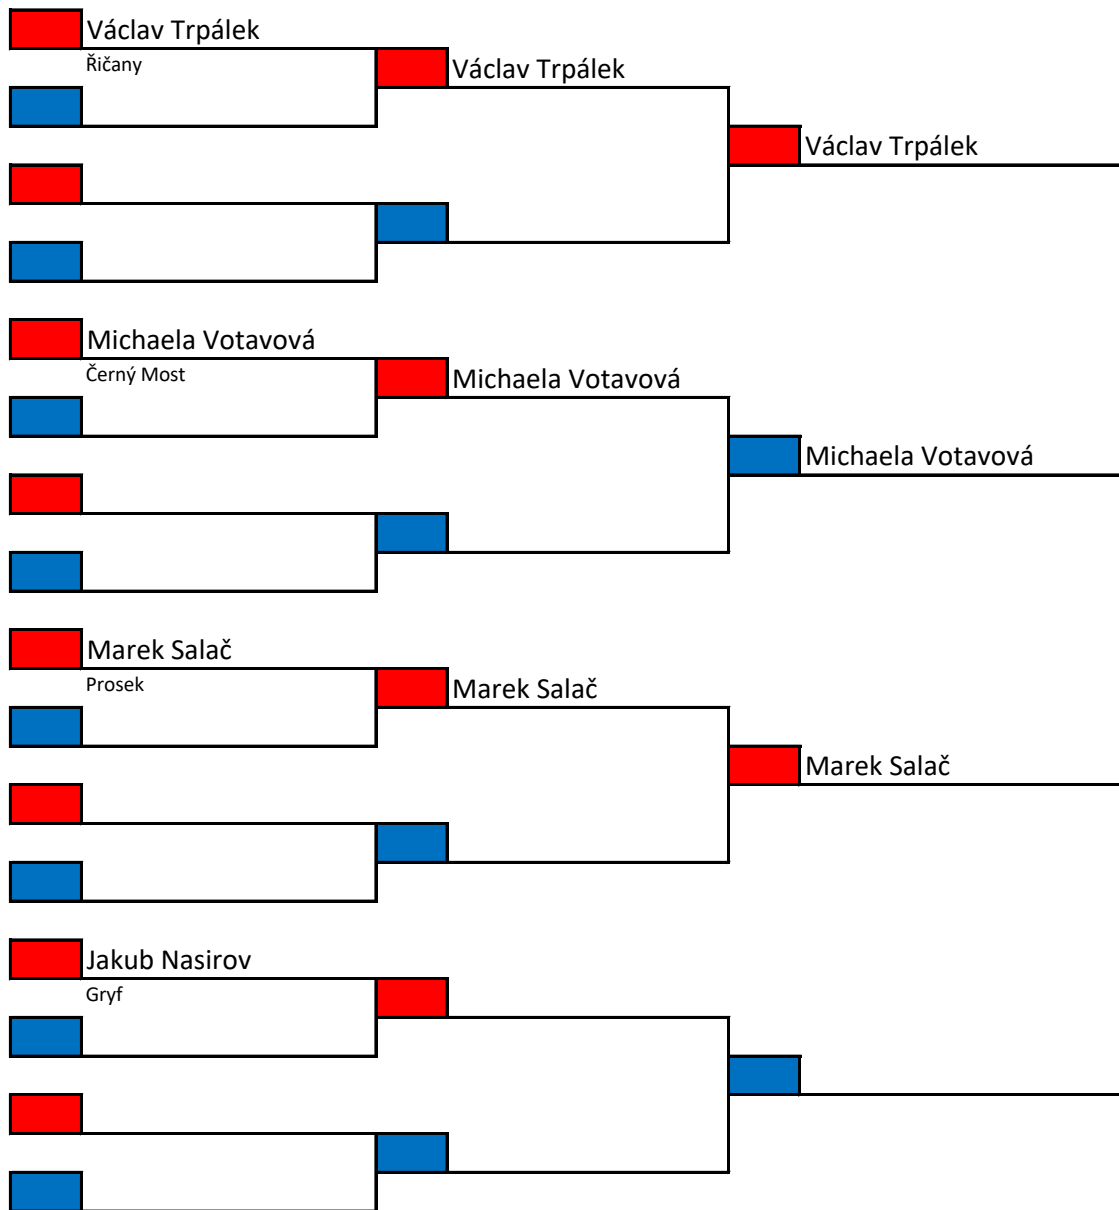 Václav Trpálek
Řičany
Václav Trpálek
Václav Trpálek
Michaela Votavová
Černý Most
Michaela Votavová
Michaela Votavová
Marek Salač
Prosek
Marek Salač
Marek Salač
Jakub Nasirov
Gryf